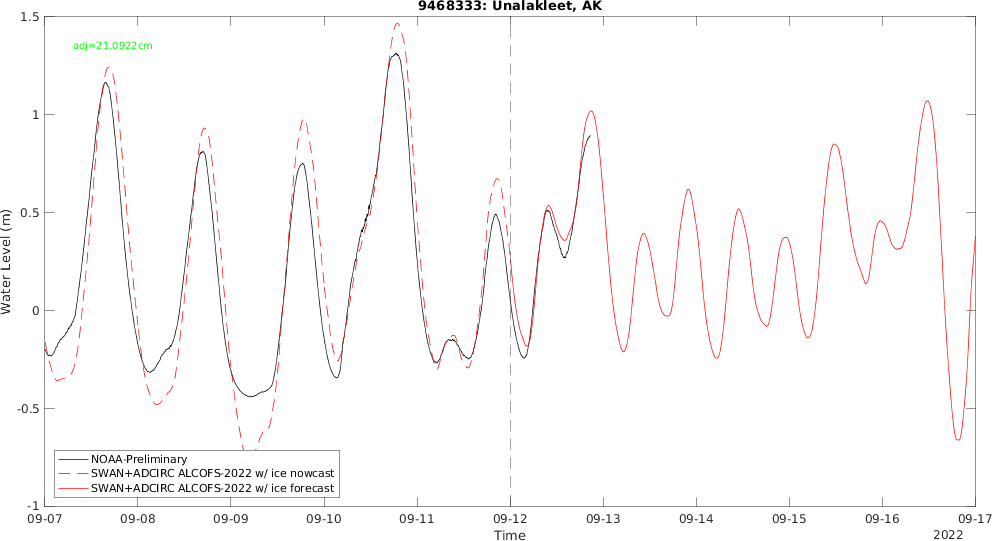 9468333: Unalakleet, AK
adj=21.0922cm
1.5
1
0.5
0
-0.5
-1
Water Level (m)
NOAA-Preliminary
SWAN+ADCIRC ALCOFS-2022 w/ ice nowcast
SWAN+ADCIRC ALCOFS-2022 w/ ice forecast
09-07 09-08 09-09 09-10 09-11 09-12 09-13 09-14 09-15 09-16 09-17
Time
2022